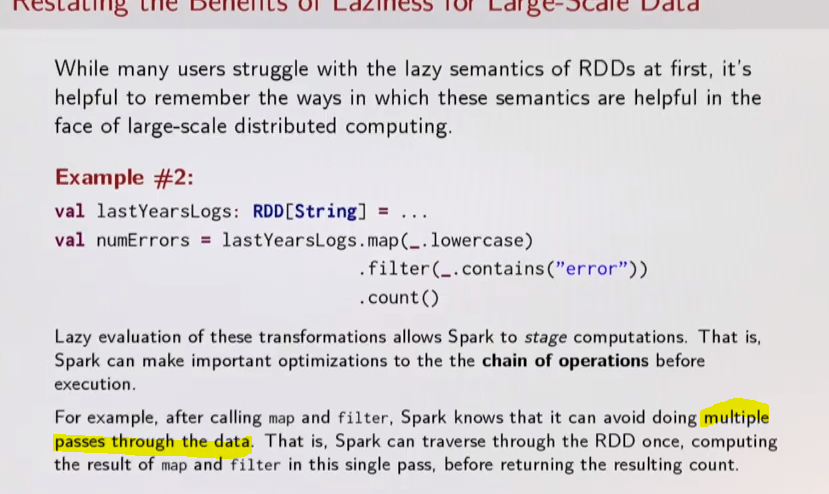 Restating the Benefits of Laziness for Large-Scale Data
While many users struggle with the lazy semantics of RDDs at first, it's
helpful to remember the ways in which these semantics are helpful in the
face of large-scale distributed computing.
Example #2:
val lastYearsLogs: RDD[String] = ...
val numErrors = lastYearsLogs.map(_.lowercase)
.filter(_.contains("error"))
.count()
Lazy evaluation of these transformations allows Spark to stage computations. That is,
Spark can make important optimizations to the the chain of operations before
execution.
For example, after calling map and filter, Spark knows that it can avoid doing multiple
passes through the data. That is, Spark can traverse through the RDD once, computing
the result of map and filter in this single pass, before returning the resulting count.